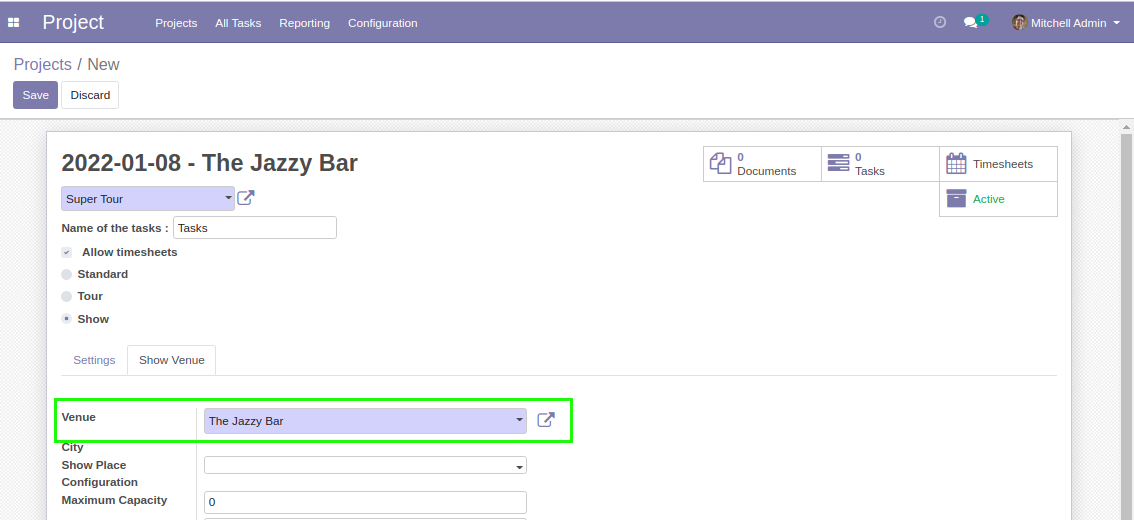 Project Projects All Tasks Reporting Configuration 1 Mitchell Admin
Projects / New
Save Discard
2022-01-08 - The Jazzy Bar
0 Documents
0 Tasks
Timesheets
Active
Super Tour
Name of the tasks : Tasks
Allow timesheets
Standard
Tour
Show
Settings Show Venue
Venue The Jazzy Bar
City
Show Place
Configuration
Maximum Capacity 0